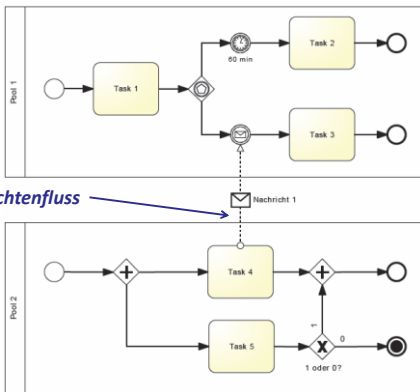 Pool 1
Task 1
60 min
Task 2
Task 3
chtenfluss
Nachricht 1
Pool 2
Task 4
Task 5
1
0
1 oder 0?